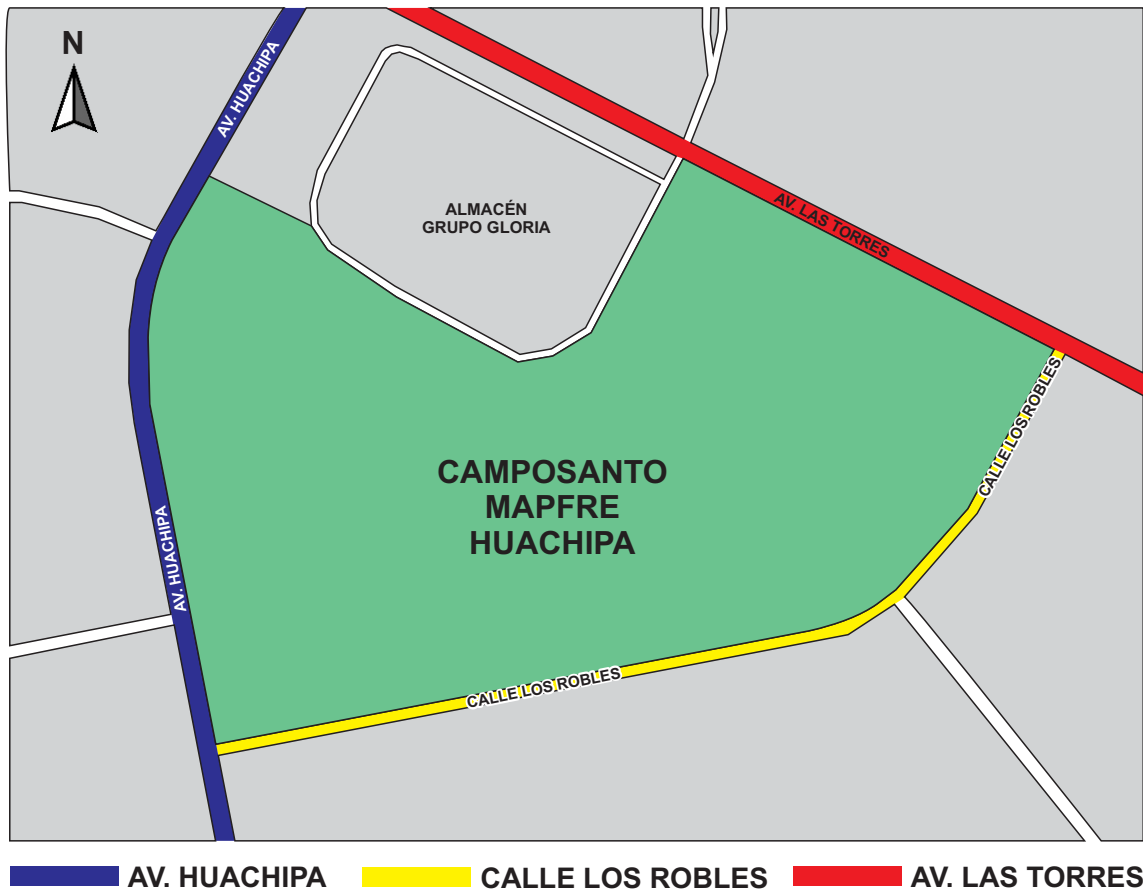 N
AV. HUACHIPA
ALMACÉN
GRUPO GLORIA
AV. LAS TORRES
CALLE LOS ROBLES
CAMPOSANTO
MAPFRE
HUACHIPA
AV. HUACHIPA
CALLE LOS ROBLES
AV. HUACHIPA
CALLE LOS ROBLES
AV. LAS TORRES